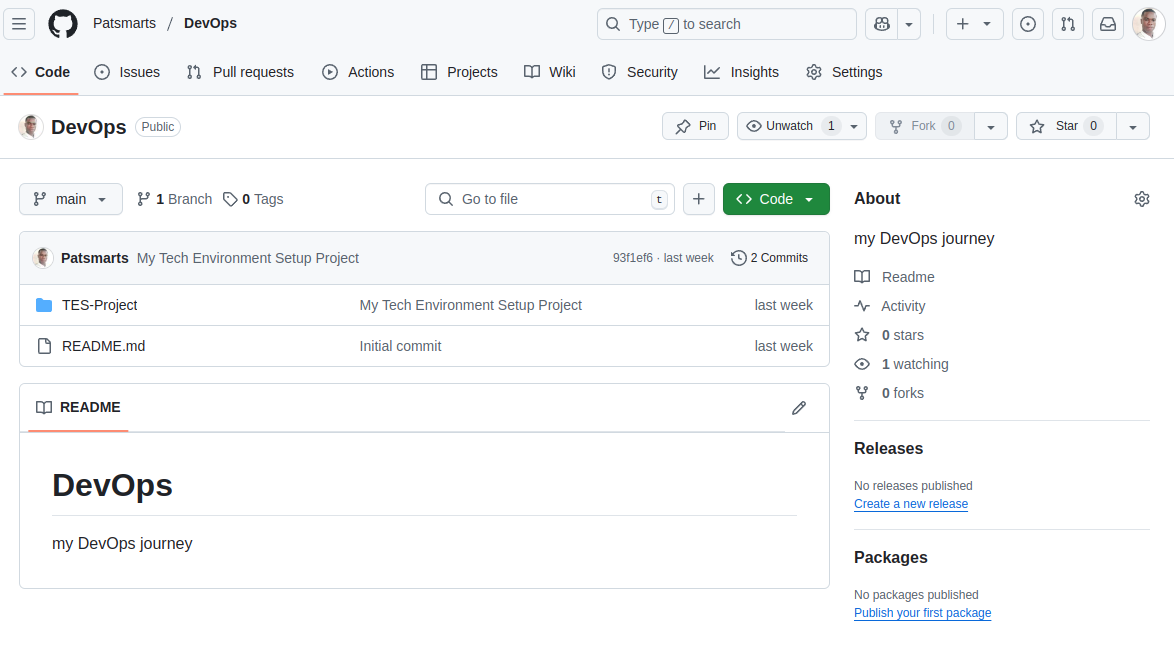 Patsmarts / DevOps
Type / to search
Code Issues Pull requests Actions Projects Wiki Security Insights Settings
DevOps Public
Pin Unwatch 1 Fork 0 Star 0
main 1 Branch 0 Tags
Go to file t
Code
Patsmarts My Tech Environment Setup Project 93f1ef6 · last week 2 Commits
TES-Project My Tech Environment Setup Project last week
README.md Initial commit last week
README
DevOps
my DevOps journey
About
my DevOps journey
Readme
Activity
0 stars
1 watching
0 forks
Releases
No releases published
Create a new release
Packages
No packages published
Publish your first package